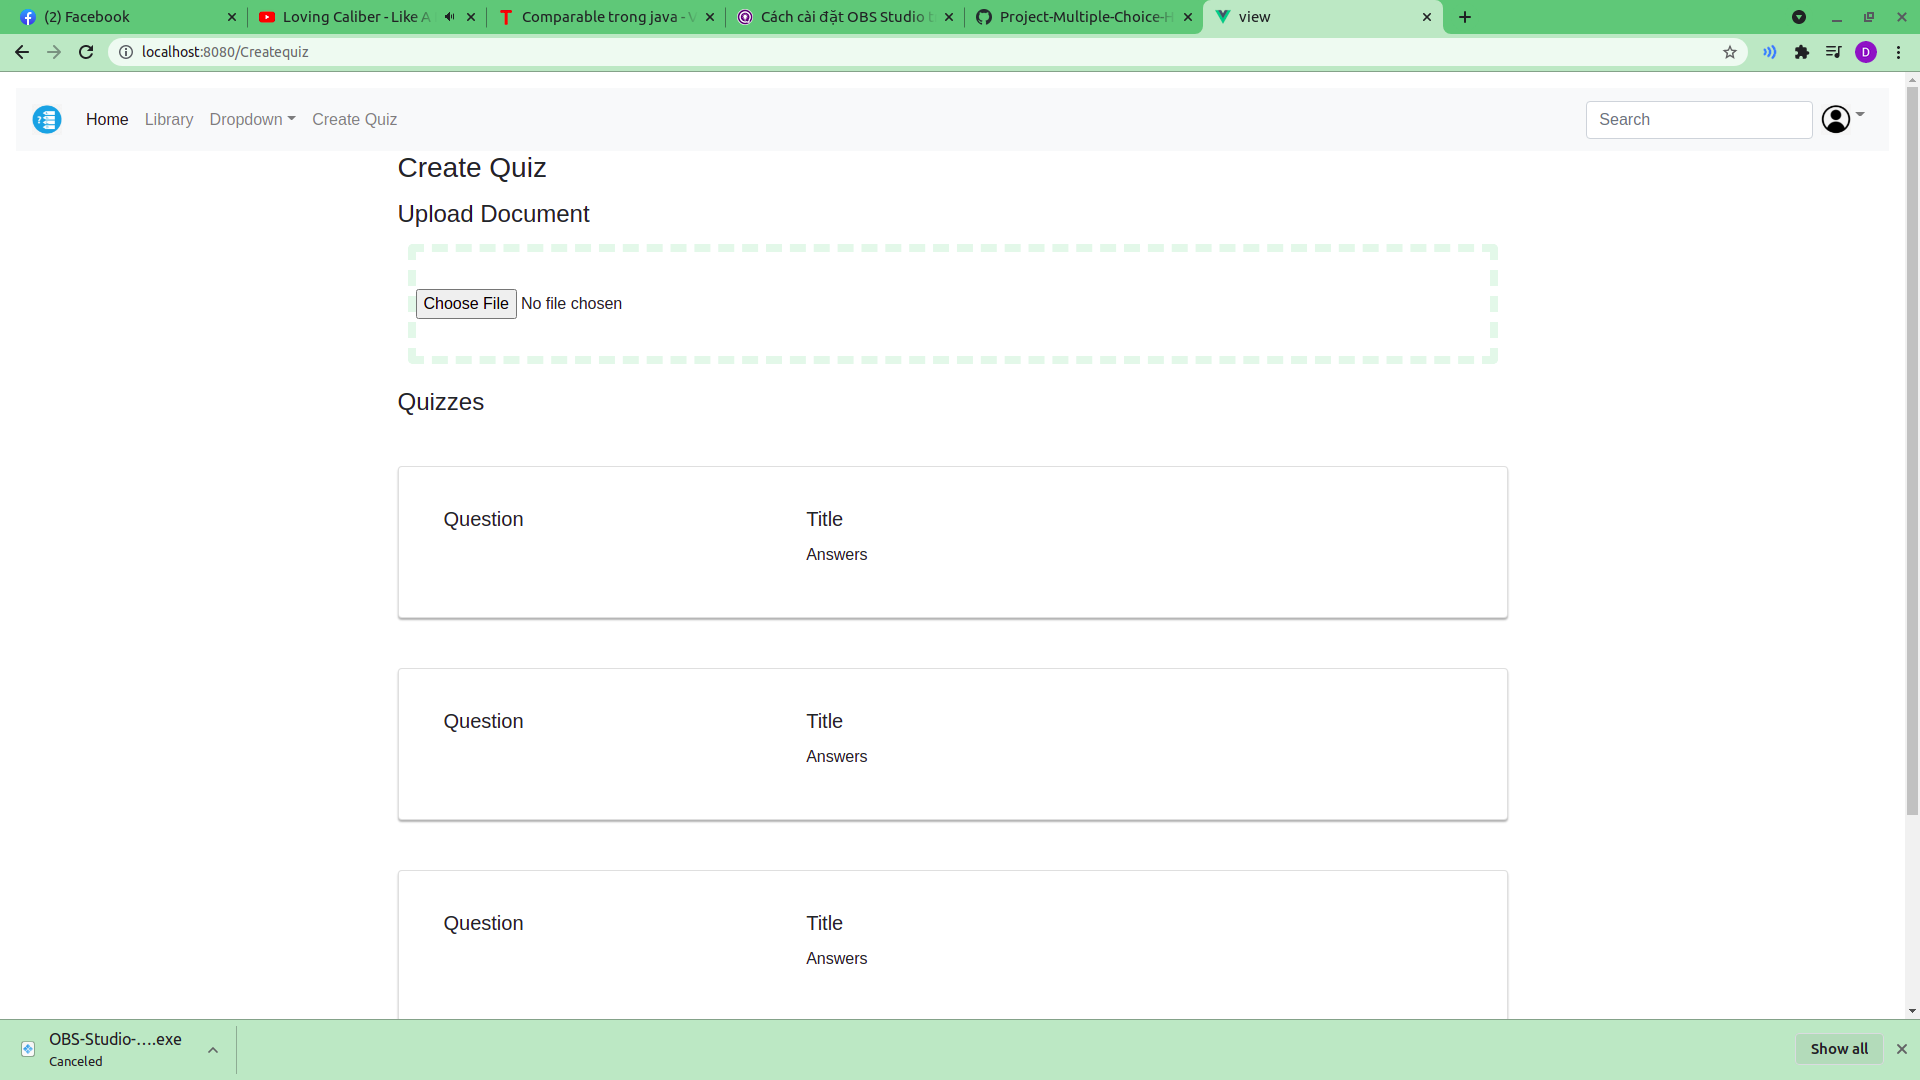 (2) Facebook
Loving Caliber - Like A
Comparable trong java - V
Cách cài đặt OBS Studio t
Project-Multiple-Choice-H
view
localhost:8080/Createquiz
D
Home
Library
Dropdown
Create Quiz
Search
Create Quiz
Upload Document
Choose File No file chosen
Quizzes
Question
Title
Answers
Question
Title
Answers
Question
Title
Answers
OBS-Studio-....exe
Canceled
Show all